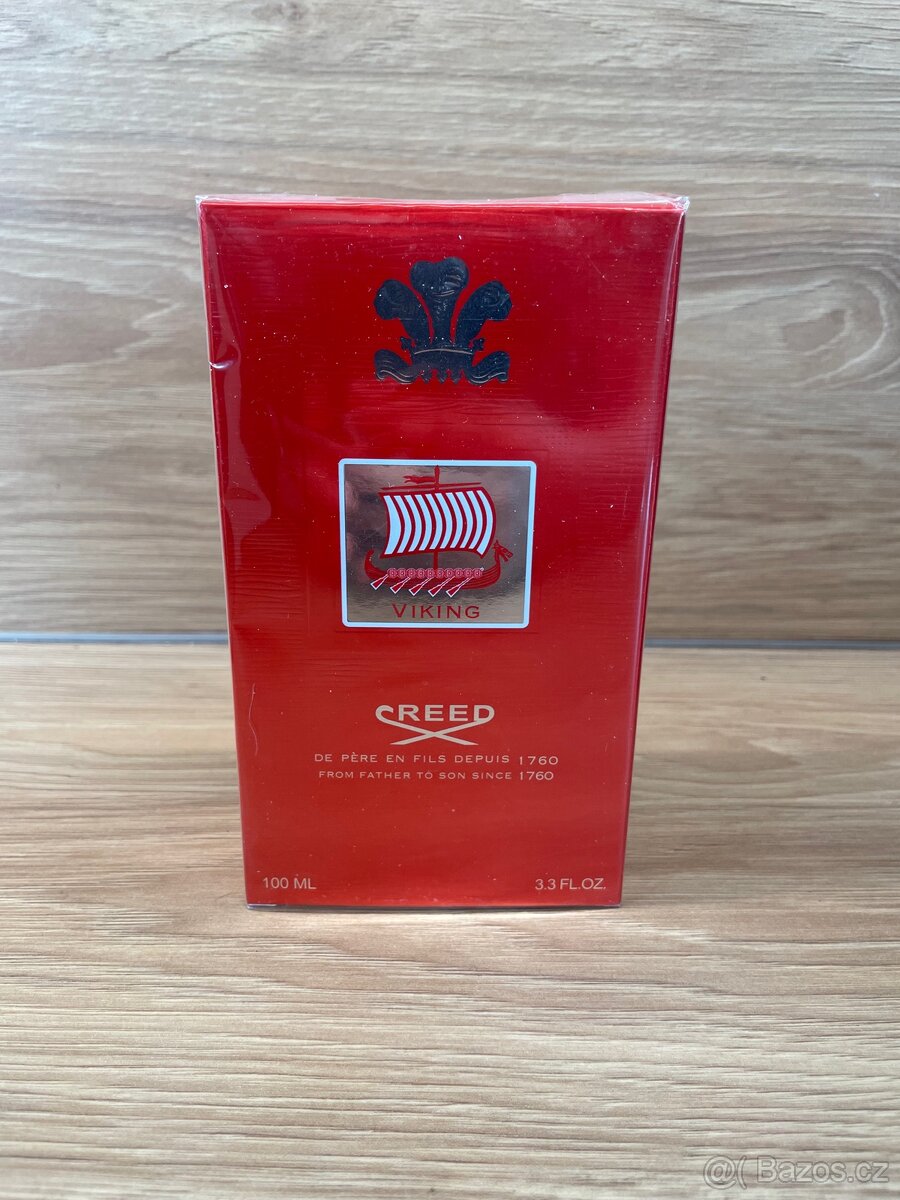 VIKING
CREED
DE PÈRE EN FILS DEPUIS 1760
FROM FATHER TO SON SINCE 1760
100 ML
3.3 FL.OZ.
@( Bazos.cz